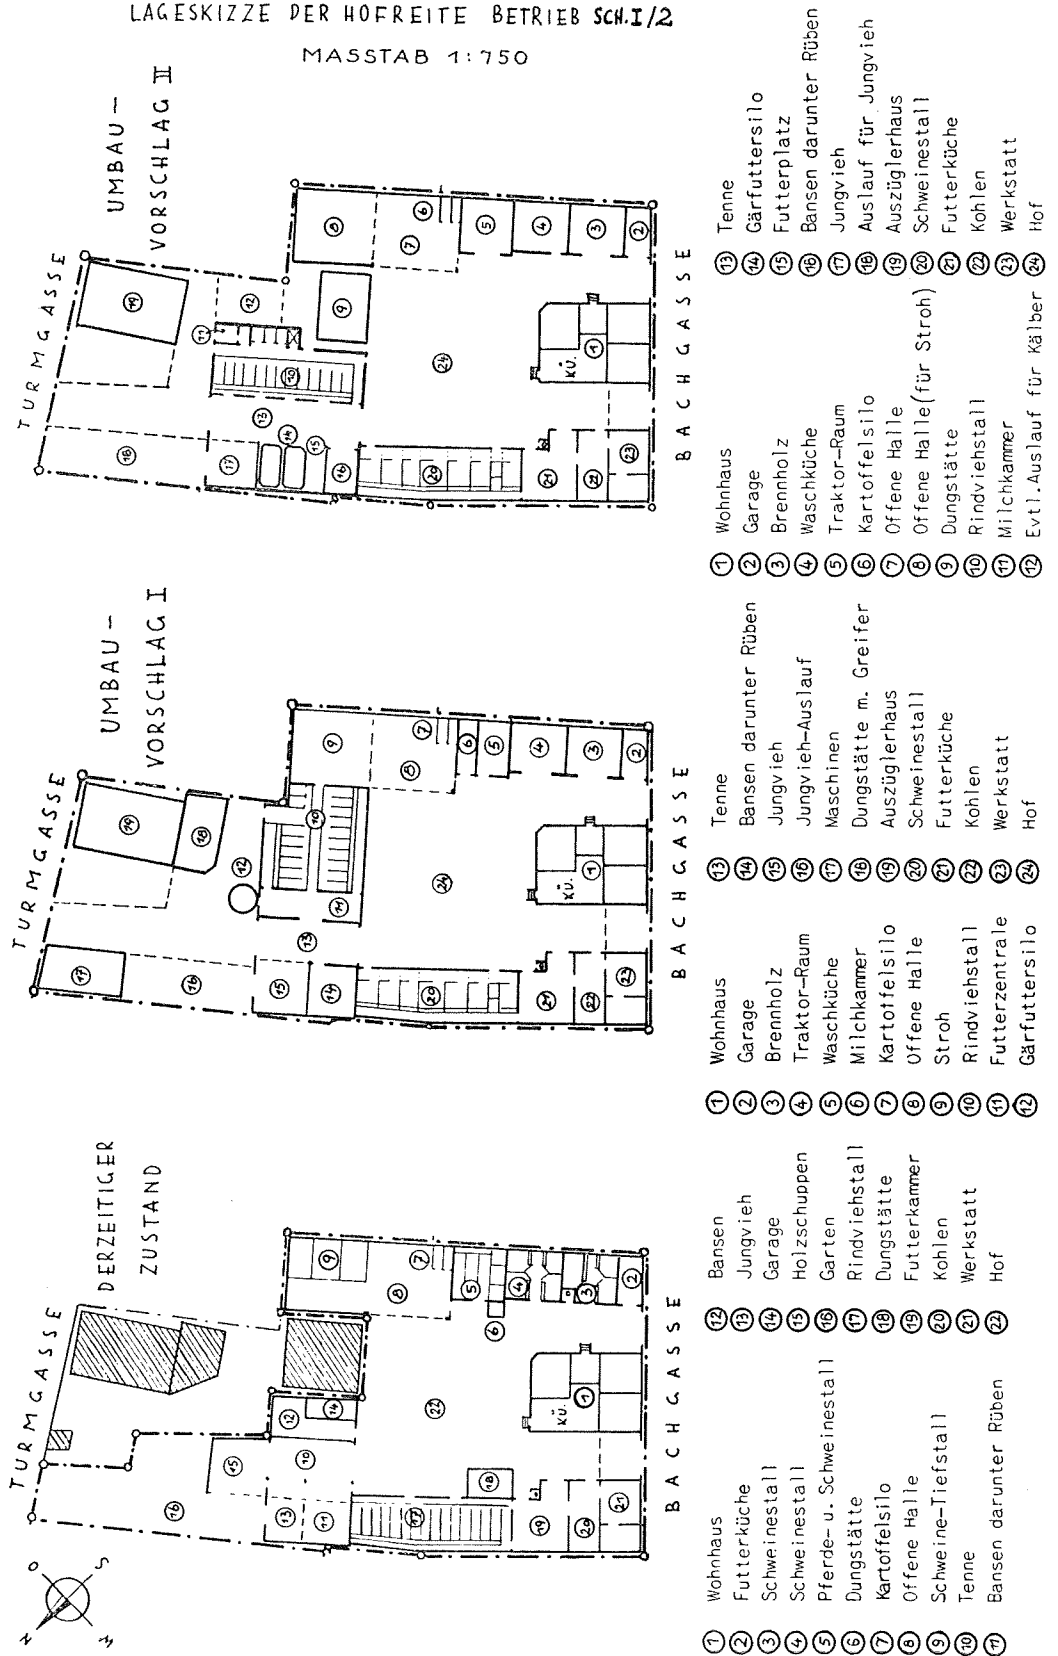 LAGESKIZZE DER HOFREITE BETRIEB SCH.I/2
MASSTAB 1:750
DERZEITIGER
ZUSTAND
TURMGASSE
BACHGASSE
N
O
S
W
KÜ.
1 Wohnhaus
2 Futterküche
3 Schweinestall
4 Schweinestall
5 Pferde- u. Schweinestall
6 Dungstätte
7 Kartoffelsilo
8 Offene Halle
9 Schweine-Tiefstall
10 Tenne
11 Bansen darunter Rüben
12 Bansen
13 Jungvieh
14 Garage
15 Holzschuppen
16 Garten
17 Rindviehstall
18 Dungstätte
19 Futterkammer
20 Kohlen
21 Werkstatt
22 Hof
UMBAU-
VORSCHLAG I
TURMGASSE
BACHGASSE
KÜ.
1 Wohnhaus
2 Garage
3 Brennholz
4 Traktor-Raum
5 Waschküche
6 Milchkammer
7 Kartoffelsilo
8 Offene Halle
9 Stroh
10 Rindviehstall
11 Futterzentrale
12 Gärfuttersilo
13 Tenne
14 Bansen darunter Rüben
15 Jungvieh
16 Jungvieh-Auslauf
17 Maschinen
18 Dungstätte m. Greifer
19 Auszüglerhaus
20 Schweinestall
21 Futterküche
22 Kohlen
23 Werkstatt
24 Hof
UMBAU-
VORSCHLAG II
TURMGASSE
BACHGASSE
KÜ.
1 Wohnhaus
2 Garage
3 Brennholz
4 Waschküche
5 Traktor-Raum
6 Kartoffelsilo
7 Offene Halle
8 Offene Halle(für Stroh)
9 Dungstätte
10 Rindviehstall
11 Milchkammer
12 Evtl.Auslauf für Kälber
13 Tenne
14 Gärfuttersilo
15 Futterplatz
16 Bansen darunter Rüben
17 Jungvieh
18 Auslauf für Jungvieh
19 Auszüglerhaus
20 Schweinestall
21 Futterküche
22 Kohlen
23 Werkstatt
24 Hof